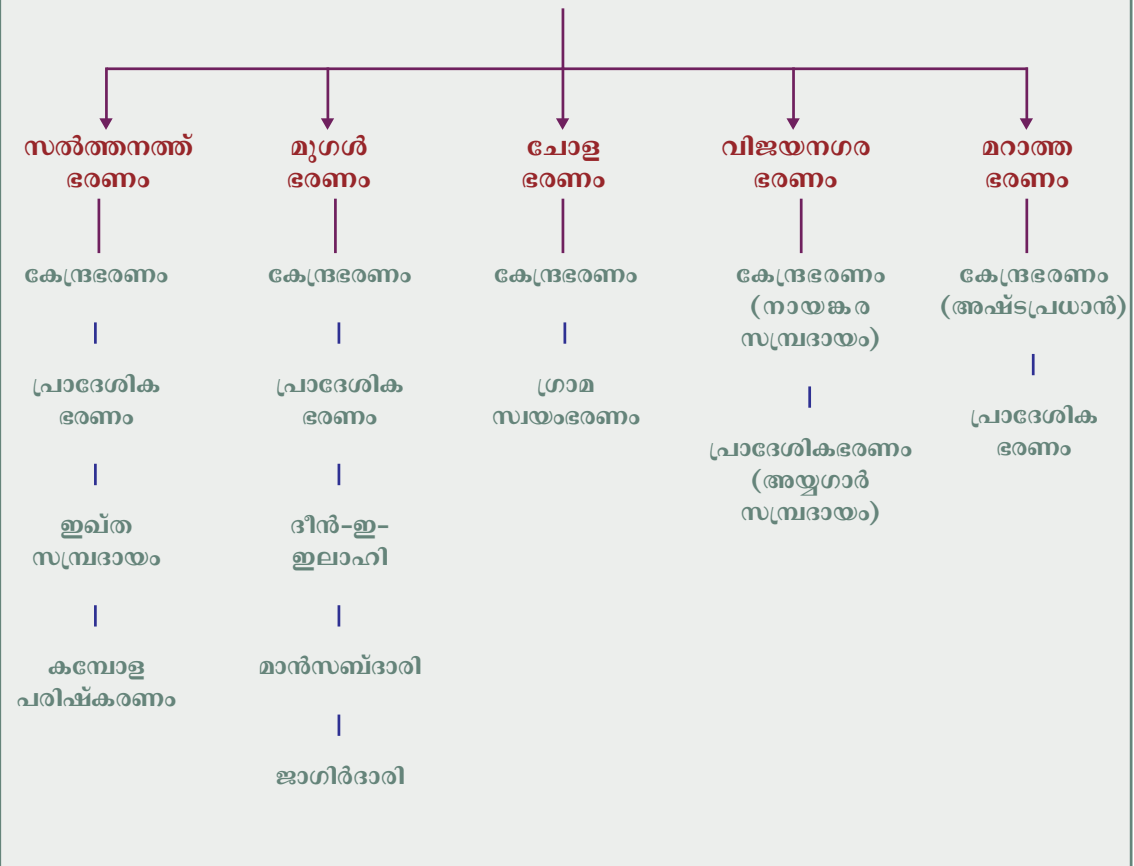 സൽത്തനത്ത്
ഭരണം
കേന്ദ്രഭരണം
പ്രാദേശിക
ഭരണം
ഇഖ്ത
സമ്പ്രദായം
കമ്പോള
പരിഷ്കരണം
മുഗൾ
ഭരണം
കേന്ദ്രഭരണം
പ്രാദേശിക
ഭരണം
ദീൻ-ഇ-
ഇലാഹി
മാൻസബ്ദാരി
ജാഗിർദാരി
ചോള
ഭരണം
കേന്ദ്രഭരണം
ഗ്രാമ
സ്വയംഭരണം
വിജയനഗര
ഭരണം
കേന്ദ്രഭരണം
(നായങ്കര
സമ്പ്രദായം)
പ്രാദേശികഭരണം
(അയ്യഗാർ
സമ്പ്രദായം)
മറാത്ത
ഭരണം
കേന്ദ്രഭരണം
(അഷ്ടപ്രധാൻ)
പ്രാദേശിക
ഭരണം